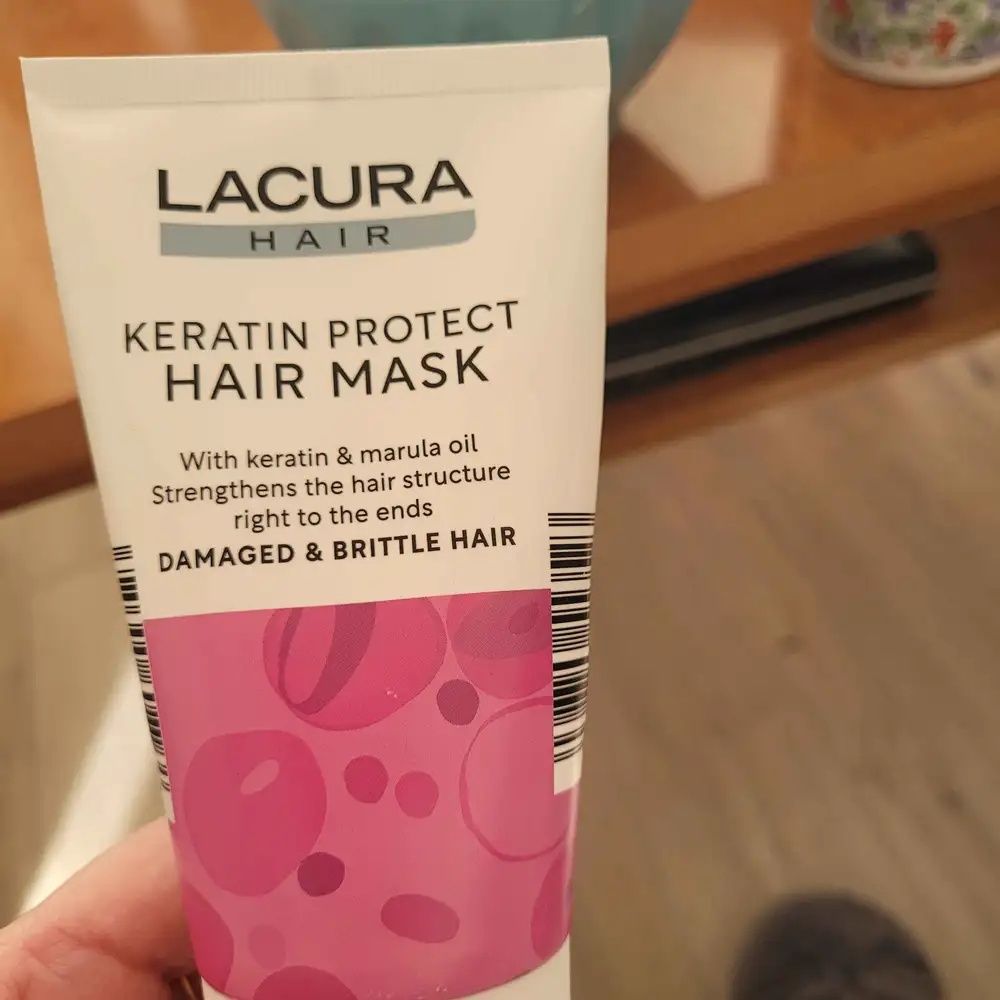 LACURA
HAIR
KERATIN PROTECT
HAIR MASK
With keratin & marula oil
Strengthens the hair structure
right to the ends
DAMAGED & BRITTLE HAIR